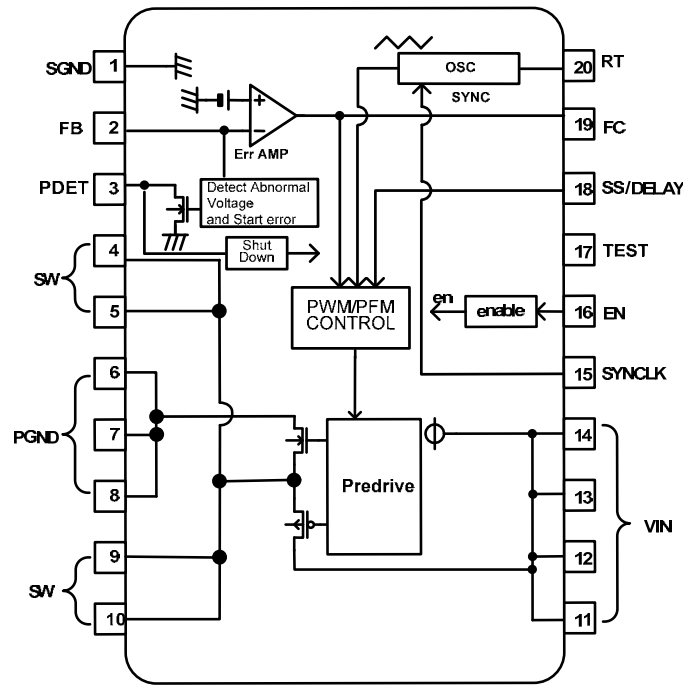 SGND 1
FB 2
PDET 3
4
SW
5
6
PGND 7
8
9
SW
10
+
−
Err AMP
Detect Abnormal
Voltage
and Start error
Shut
Down
OSC
SYNC
PWM/PFM
CONTROL
en
enable
Predrive
20 RT
19 FC
18 SS/DELAY
17 TEST
16 EN
15 SYNCLK
14
13
VIN
12
11